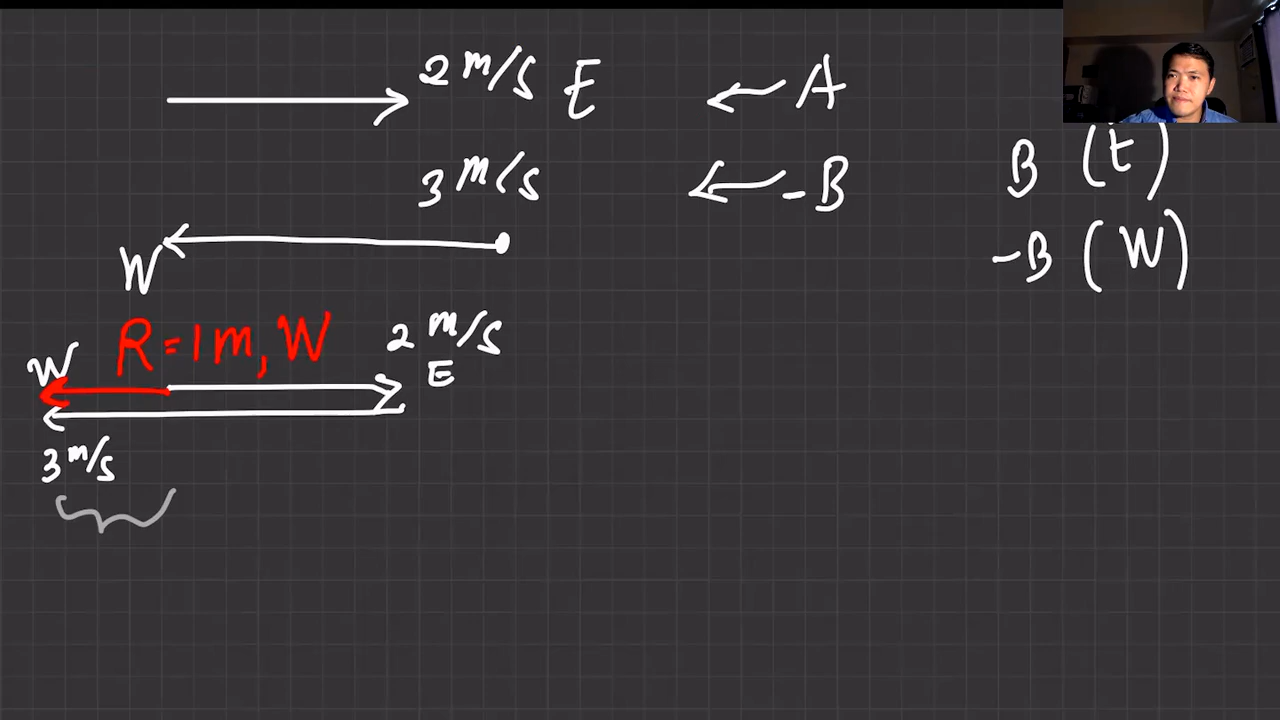 2 m/s E ← A
3 m/s ← -B
B (t)
-B (W)
W
R = 1m, W
W
2 m/s
E
3 m/s